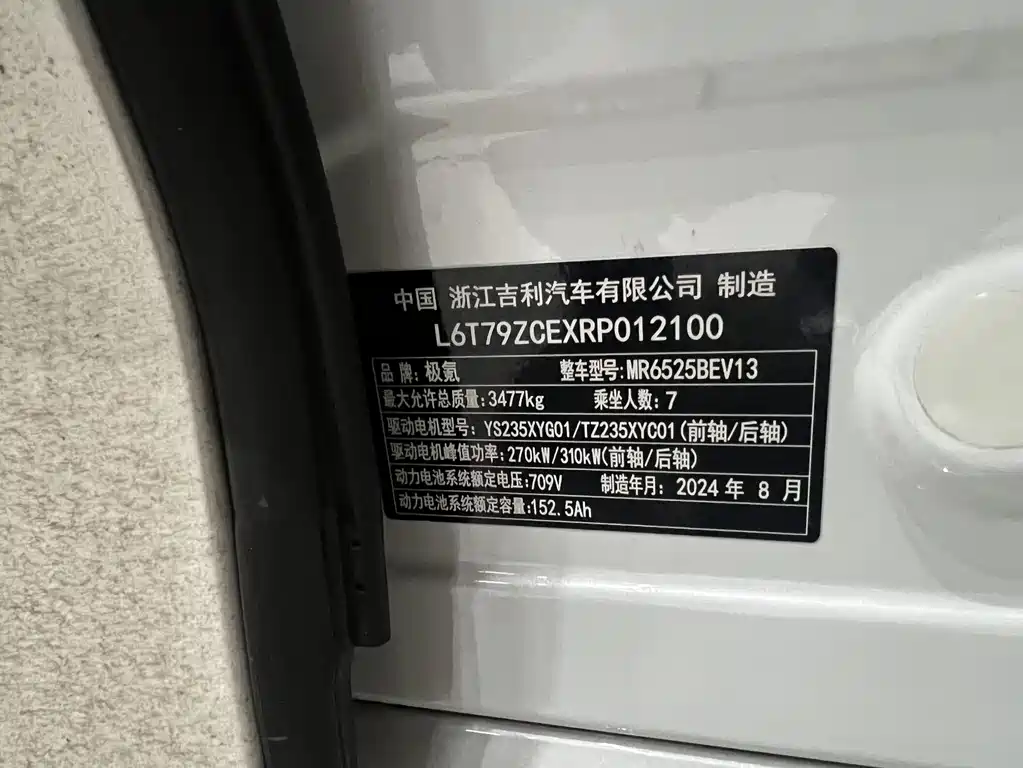 中国 浙江吉利汽车有限公司 制造
L6T79ZCEXRP012100
品牌:极氪 整车型号:MR6525BEV13
最大允许总质量:3477kg 乘坐人数:7
驱动电机型号: YS235XYG01/TZ235XYC01(前轴/后轴)
驱动电机峰值功率:270kW/310kW(前轴/后轴)
动力电池系统额定电压:709V 制造年月: 2024 年 8 月
动力电池系统额定容量:152.5Ah